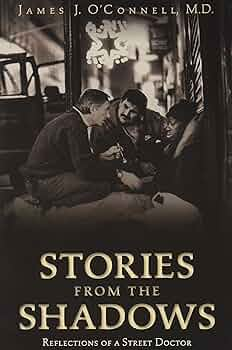 JAMES J. O'CONNELL, M.D.
STORIES
FROM THE
SHADOWS
REFLECTIONS OF A STREET DOCTOR